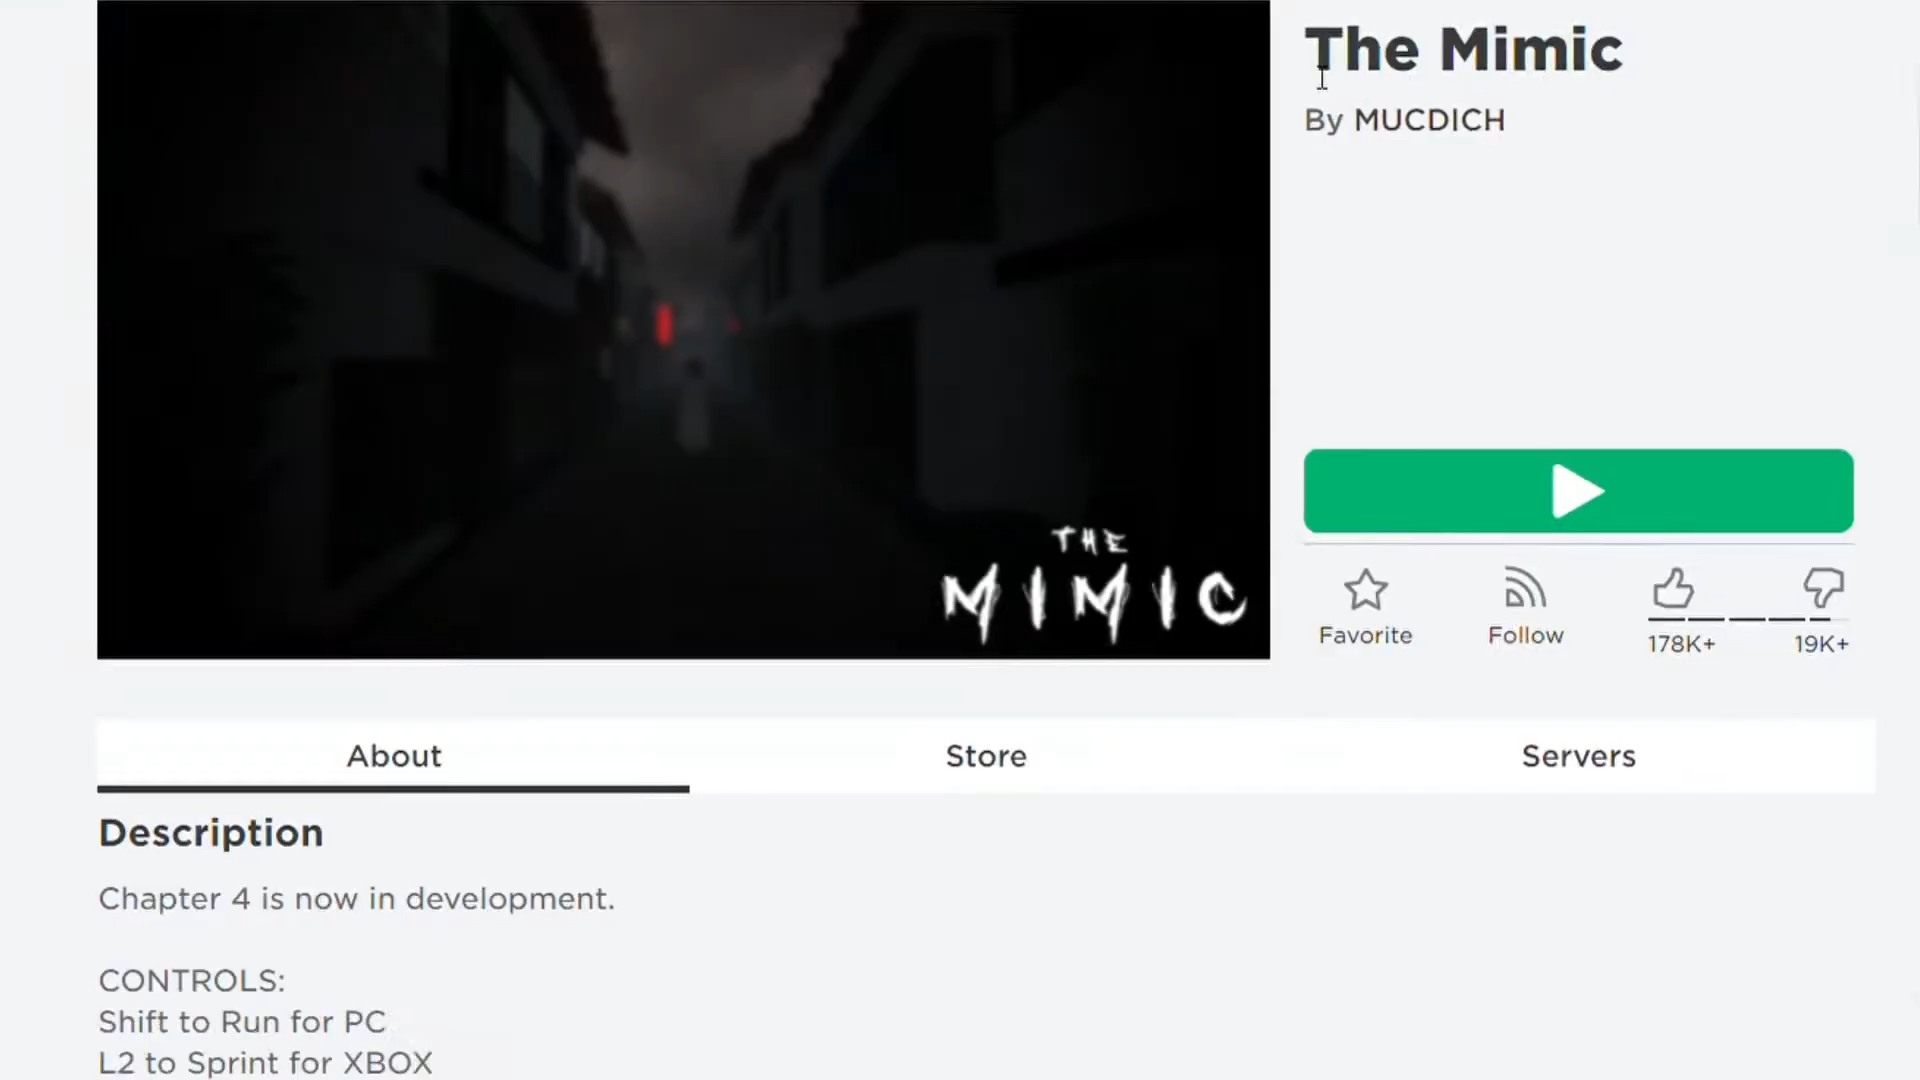 The Mimic
By MUCDICH
THE
MIMIC
Favorite
Follow
178K+
19K+
About
Store
Servers
Description
Chapter 4 is now in development.
CONTROLS:
Shift to Run for PC
L2 to Sprint for XBOX